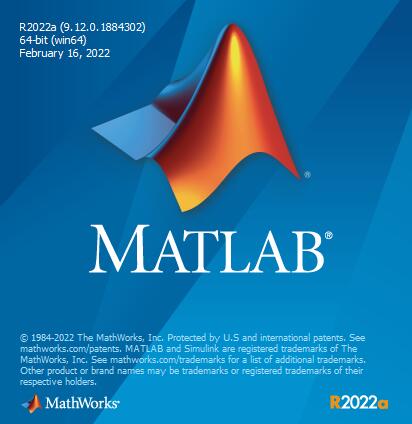 R2022a (9.12.0.1884302)
64-bit (win64)
February 16, 2022
®
MATLAB®
© 1984-2022 The MathWorks, Inc. Protected by U.S and international patents. See
mathworks.com/patents. MATLAB and Simulink are registered trademarks of The
MathWorks, Inc. See mathworks.com/trademarks for a list of additional trademarks.
Other product or brand names may be trademarks or registered trademarks of their
respective holders.
MathWorks®
R2022a